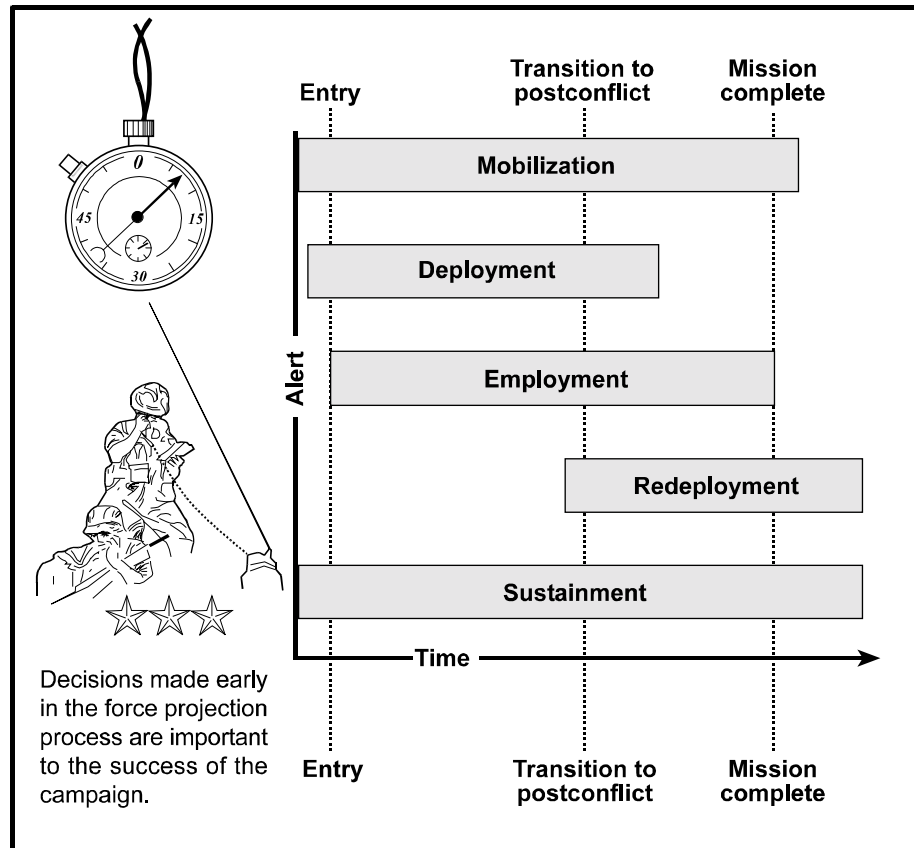 Transition to
postconflict
Mission
complete
Entry
0
15
30
45
Mobilization
Deployment
Employment
Redeployment
Sustainment
Alert
Time
Decisions made early
in the force projection
process are important
to the success of the
campaign.
Entry
Transition to
postconflict
Mission
complete